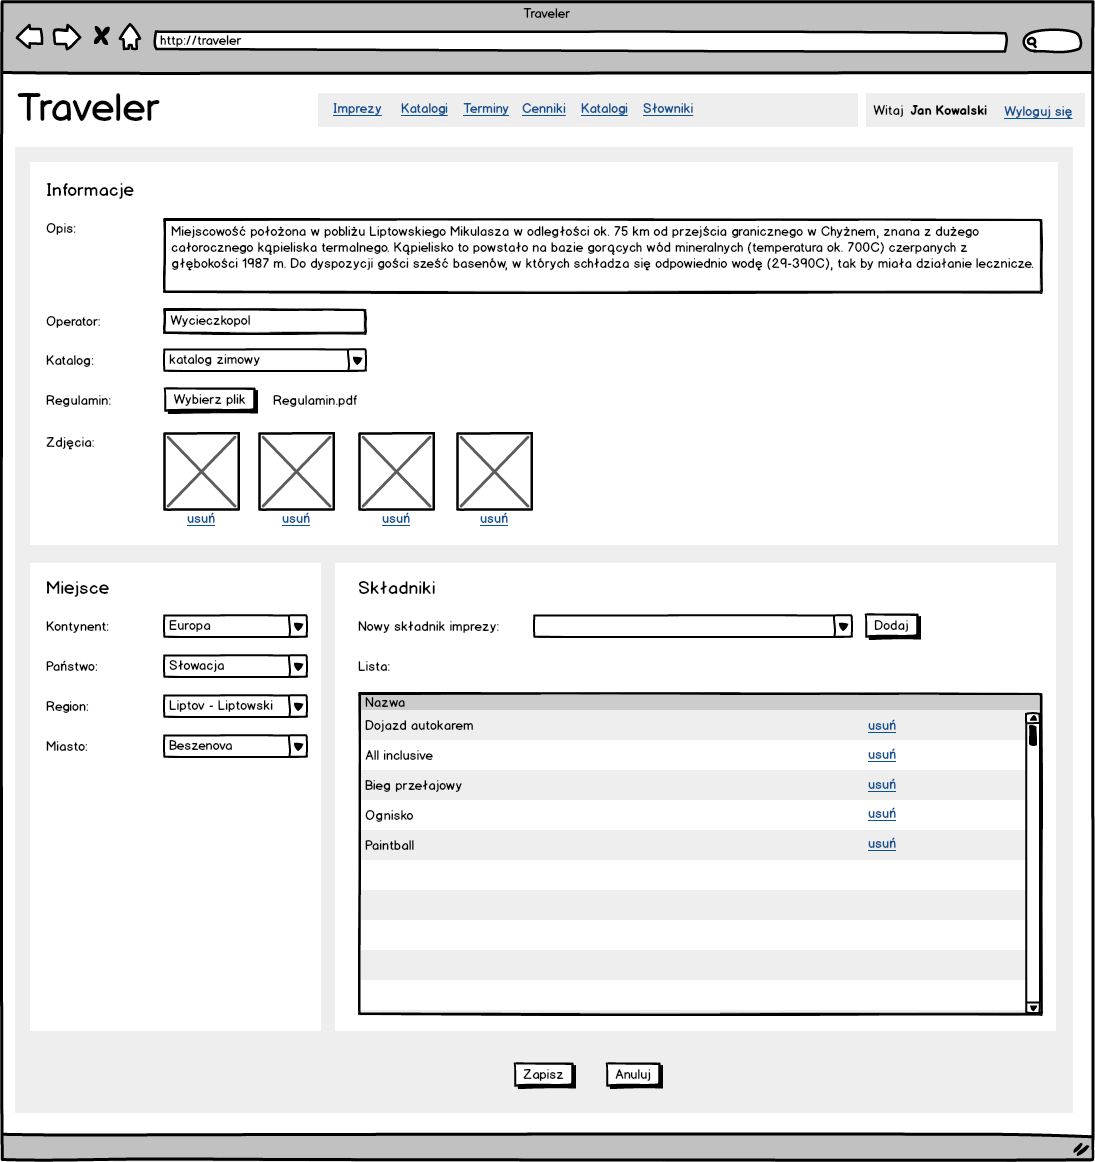 Traveler
http://traveler
Traveler
Imprezy Katalogi Terminy Cenniki Katalogi Słowniki
Witaj Jan Kowalski Wyloguj się
Informacje
Opis:
Miejscowość położona w pobliżu Liptowskiego Mikulasza w odległości ok. 75 km od przejścia granicznego w Chyżnem, znana z dużego
całorocznego kąpieliska termalnego. Kąpielisko to powstało na bazie gorących wód mineralnych (temperatura ok. 700C) czerpanych z
głębokości 1987 m. Do dyspozycji gości sześć basenów, w których schładza się odpowiednio wodę (29-390C), tak by miała działanie lecznicze.
Operator: Wycieczkopol
Katalog: katalog zimowy
Regulamin: Wybierz plik Regulamin.pdf
Zdjęcia:
usuń usuń usuń usuń
Miejsce
Kontynent: Europa
Państwo: Słowacja
Region: Liptov - Liptowski
Miasto: Beszenova
Składniki
Nowy składnik imprezy: Dodaj
Lista:
Nazwa
Dojazd autokarem usuń
All inclusive usuń
Bieg przełajowy usuń
Ognisko usuń
Paintball usuń
Zapisz Anuluj